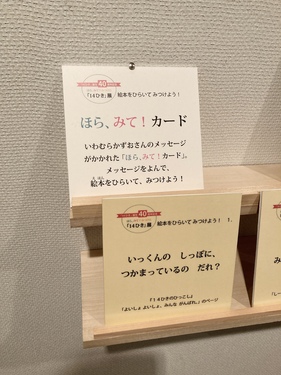 40
「14ひき」展 / 絵本をひらいて みつけよう!
ほら、みて! カード
いわむらかずおさんのメッセージ
がかかれた「ほら、みて! カード」。
メッセージをよんで、
絵本をひらいて、みつけよう!
40
「14ひき」展 / 絵本をひらいて みつけよう! 1.
いっくんの しっぽに、
つかまっているの だれ?
「14ひきのひっこし」
「よいしょ よいしょ、みんな がんばれ。」のページ
み
「しー